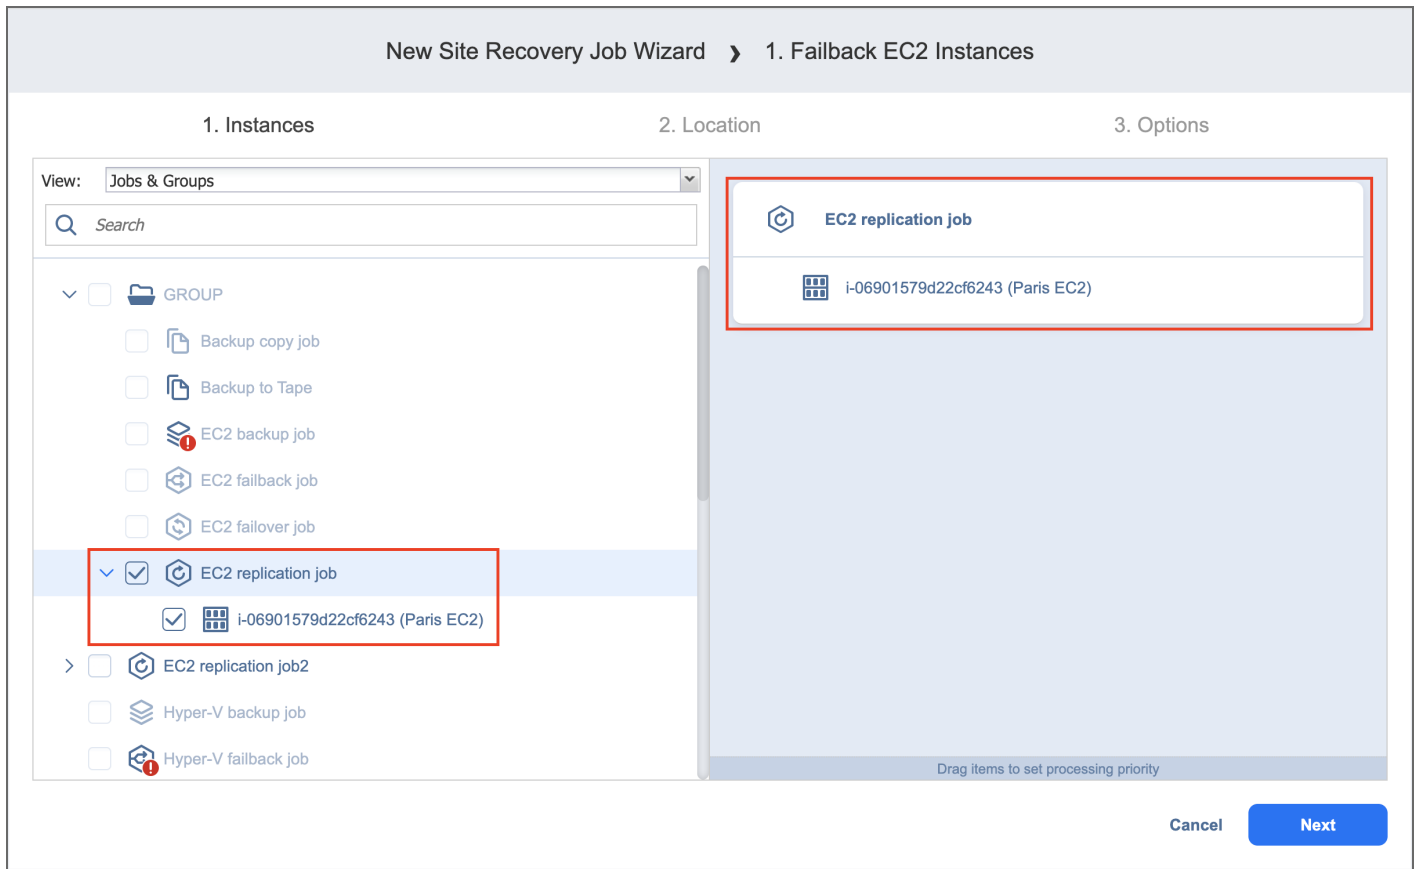 New Site Recovery Job Wizard ❯ 1. Failback EC2 Instances
1. Instances
2. Location
3. Options
View:
Jobs & Groups
Search
GROUP
Backup copy job
Backup to Tape
EC2 backup job
EC2 failback job
EC2 failover job
EC2 replication job
i-06901579d22cf6243 (Paris EC2)
EC2 replication job2
Hyper-V backup job
Hyper-V failback job
EC2 replication job
i-06901579d22cf6243 (Paris EC2)
Drag items to set processing priority
Cancel
Next